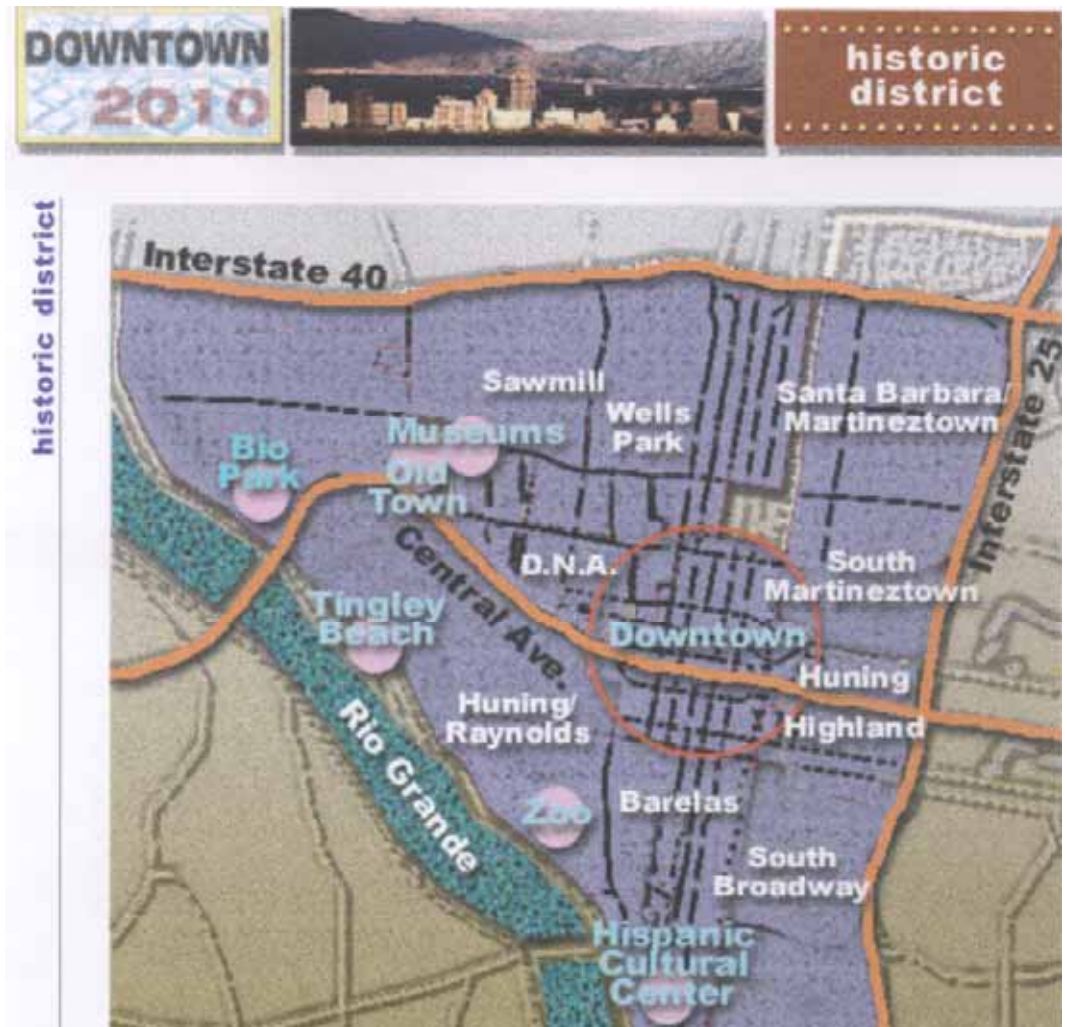 DOWNTOWN
2010
historic
district
historic district
Interstate 40
Interstate 25
Sawmill
Wells
Park
Santa Barbara/
Martineztown
Museums
Bio
Park
Old
Town
Central Ave.
D.N.A.
South
Martineztown
Tingley
Beach
Downtown
Huning
Highland
Huning/
Raynolds
Rio Grande
Zoo
Barelas
South
Broadway
Hispanic
Cultural
Center